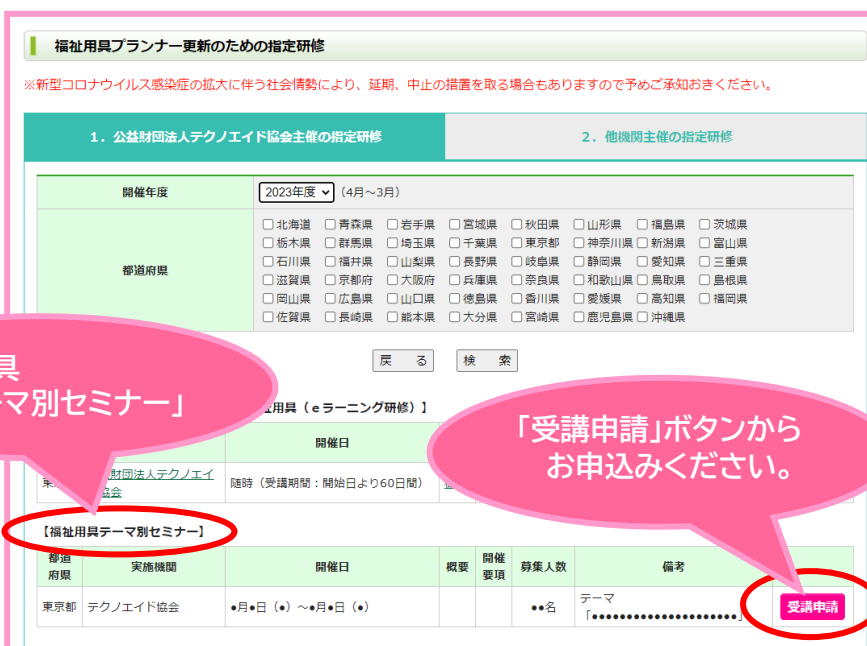 福祉用具プランナー更新のための指定研修
※新型コロナウイルス感染症の拡大に伴う社会情勢により、延期、中止の措置を取る場合もありますので予めご承知おきください。
1. 公益財団法人テクノエイド協会主催の指定研修 2. 他機関主催の指定研修
開催年度 2023年度 (4月～3月)
都道府県
北海道 青森県 岩手県 宮城県 秋田県 山形県 福島県 茨城県
栃木県 群馬県 埼玉県 千葉県 東京都 神奈川県 新潟県 富山県
石川県 福井県 山梨県 長野県 岐阜県 静岡県 愛知県 三重県
滋賀県 京都府 大阪府 兵庫県 奈良県 和歌山県 鳥取県 島根県
岡山県 広島県 山口県 徳島県 香川県 愛媛県 高知県 福岡県
佐賀県 長崎県 熊本県 大分県 宮崎県 鹿児島県 沖縄県
戻 る 検 索
具
マ別セミナー」
用具（eラーニング研修）】
「受講申請」ボタンから
お申込みください。
開催日
財団法人テクノエイ
協会
随時（受講期間：開始日より60日間）
【福祉用具テーマ別セミナー】
都道府県 実施機関 開催日 概要 開催要項 募集人数 備考
東京都 テクノエイド協会 ●月●日（●）～●月●日（●） ●●名 テーマ
「●●●●●●●●●●●●●●●●●●●●●」 受講申請